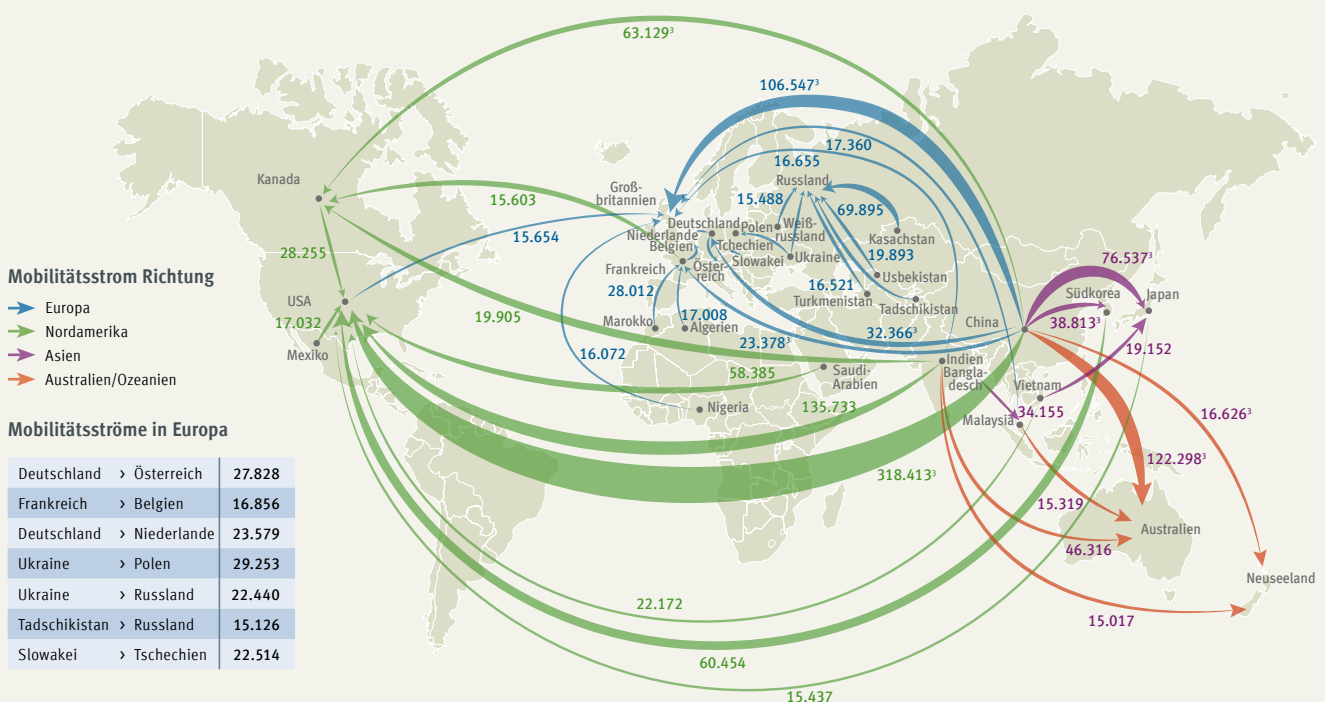 63.129³
106.547³
17.360
16.655
Kanada
Groß-
britannien
Russland
15.603
15.488
69.895
15.654
Deutschland
Polen
Weiß-
russland
Niederlande
Belgien
Tchechien
Kasachstan
28.255
Slowakei
Ukraine
19.893
76.537³
Frankreich
Öster-
reich
Usbekistan
Mobilitätsstrom Richtung
28.012
16.521
Turkmenistan
Südkorea
Japan
Europa
USA
Tadschikistan
17.032
19.905
Marokko
17.008
Algerien
32.366³
China
38.813³
Nordamerika
23.378³
19.152
Asien
Mexiko
16.072
Indien
Bangla-
desch
58.385
Saudi-
Arabien
Vietnam
Australien/Ozeanien
Nigeria
135.733
34.155
Malaysia
16.626³
Mobilitätsströme in Europa
122.298³
318.413³
Deutschland › Österreich 27.828
Frankreich › Belgien 16.856
15.319
Australien
Deutschland › Niederlande 23.579
46.316
Ukraine › Polen 29.253
Neuseeland
Ukraine › Russland 22.440
22.172
15.017
Tadschikistan › Russland 15.126
Slowakei › Tschechien 22.514
60.454
15.437